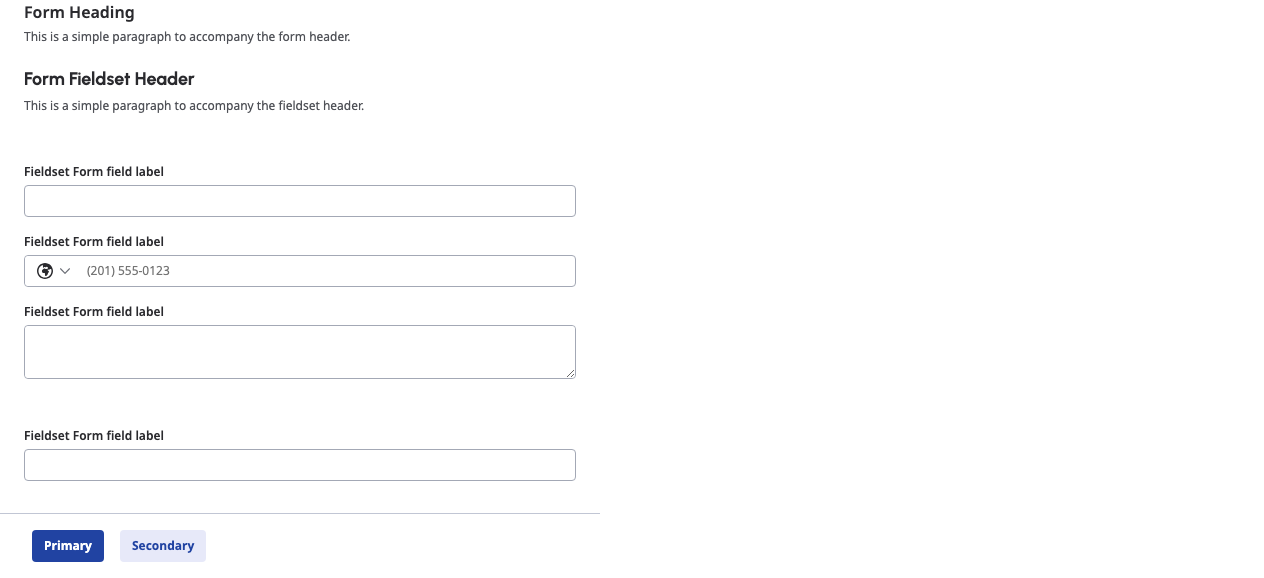 Form Heading
This is a simple paragraph to accompany the form header.
Form Fieldset Header
This is a simple paragraph to accompany the fieldset header.
Fieldset Form field label
Fieldset Form field label
(201) 555-0123
Fieldset Form field label
Fieldset Form field label
Primary Secondary